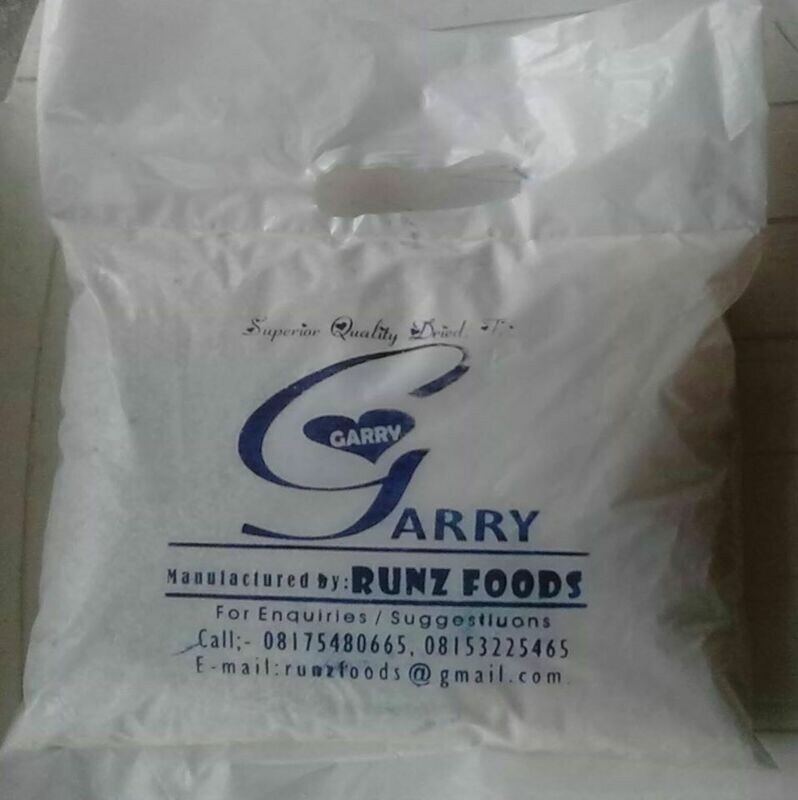 Superior Quality Dried.
GARRY
GARRY
Manufactured by: RUNZ FOODS
For Enquiries / Suggestiuons
Call;- 08175480665, 08153225465
E-mail:runzfoods@gmail.com